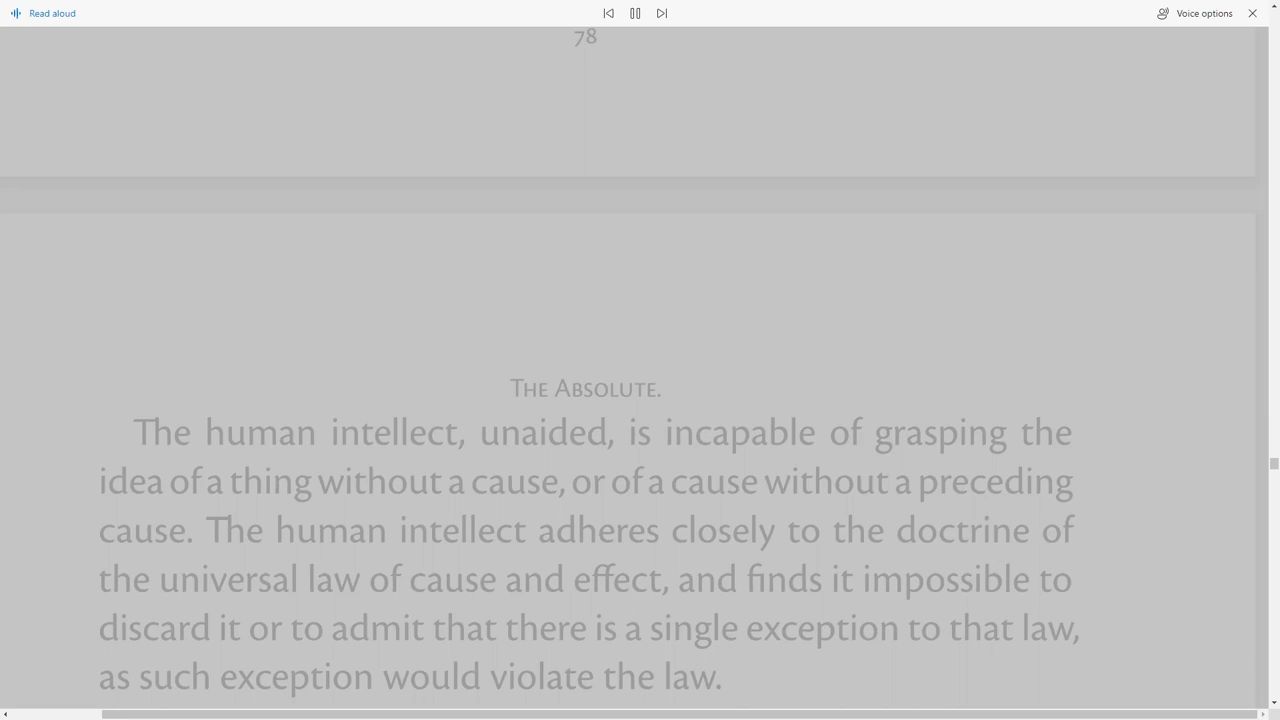 Read aloud
Voice options
78
The Absolute.
The human intellect, unaided, is incapable of grasping the
idea of a thing without a cause, or of a cause without a preceding
cause. The human intellect adheres closely to the doctrine of
the universal law of cause and effect, and finds it impossible to
discard it or to admit that there is a single exception to that law,
as such exception would violate the law.